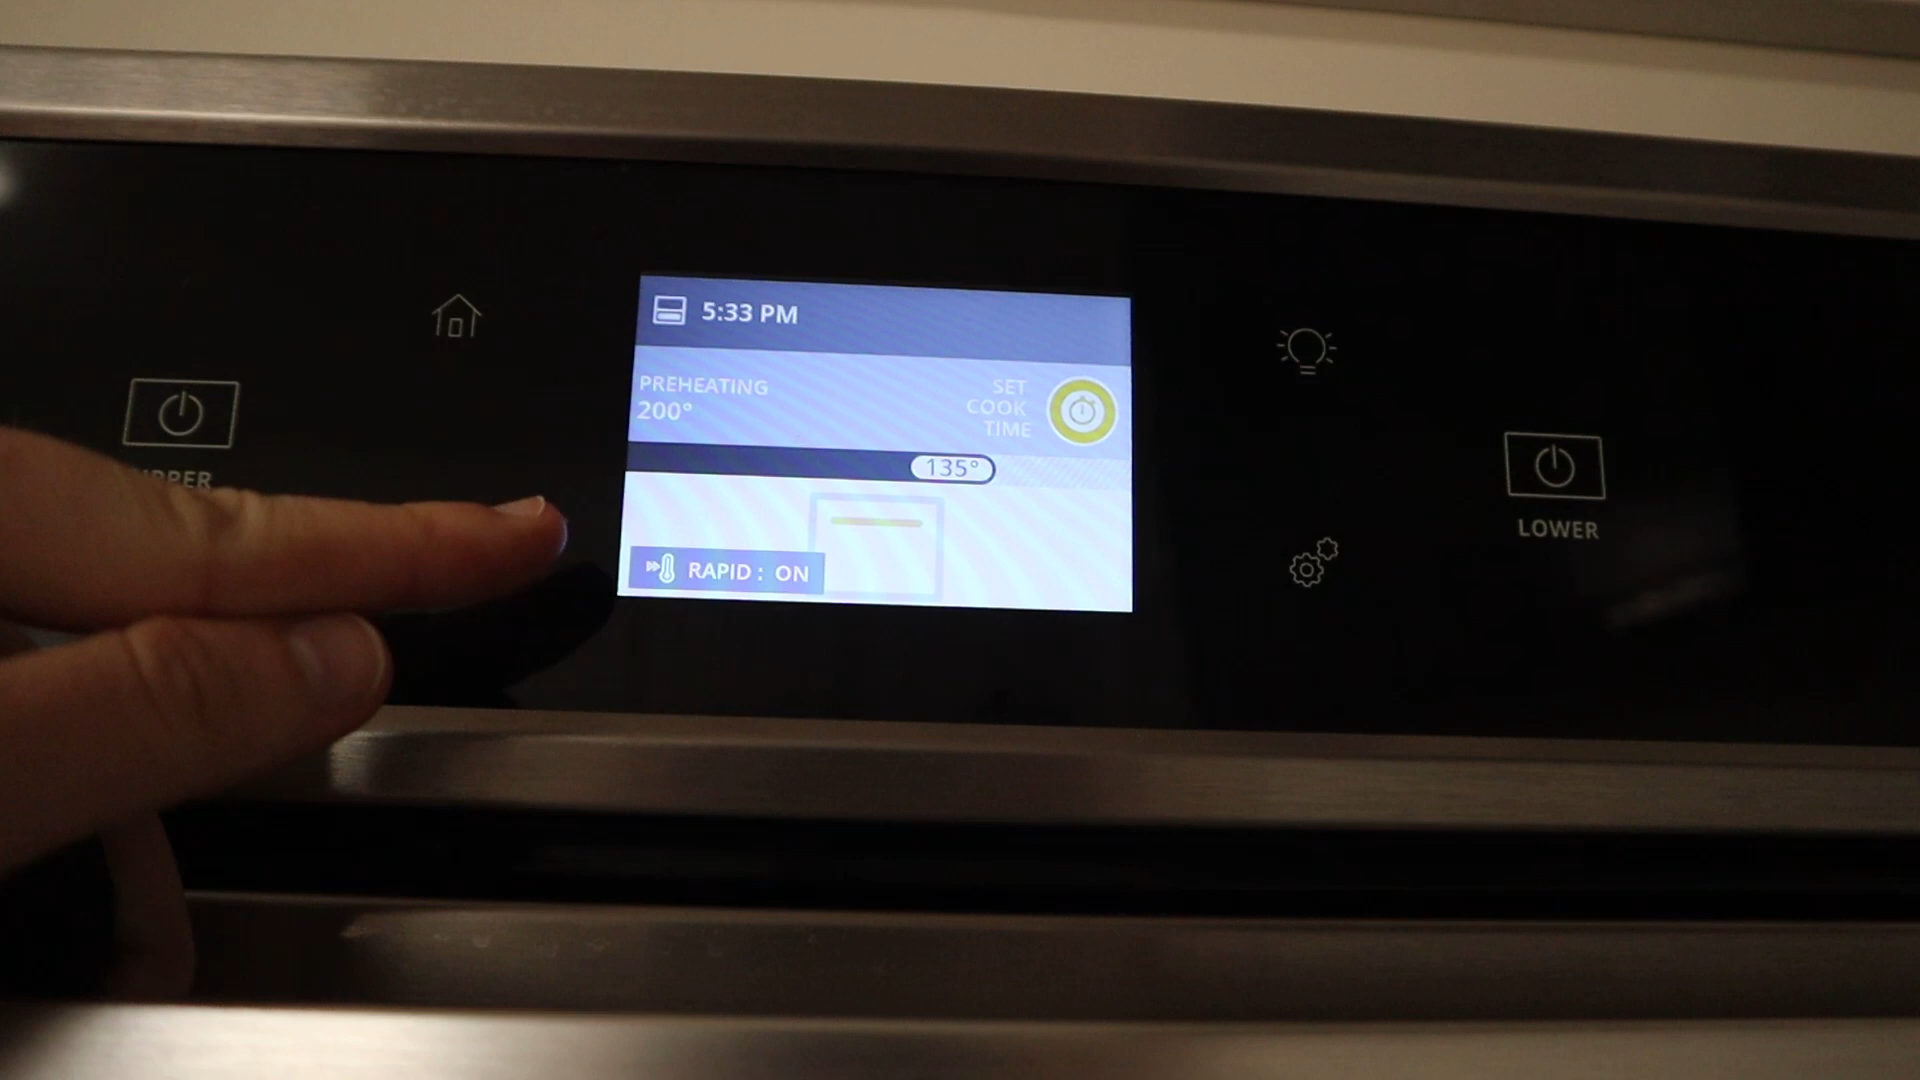 5:33 PM
PREHEATING
200°
SET
COOK
TIME
135°
RAPID: ON
UPPER
LOWER